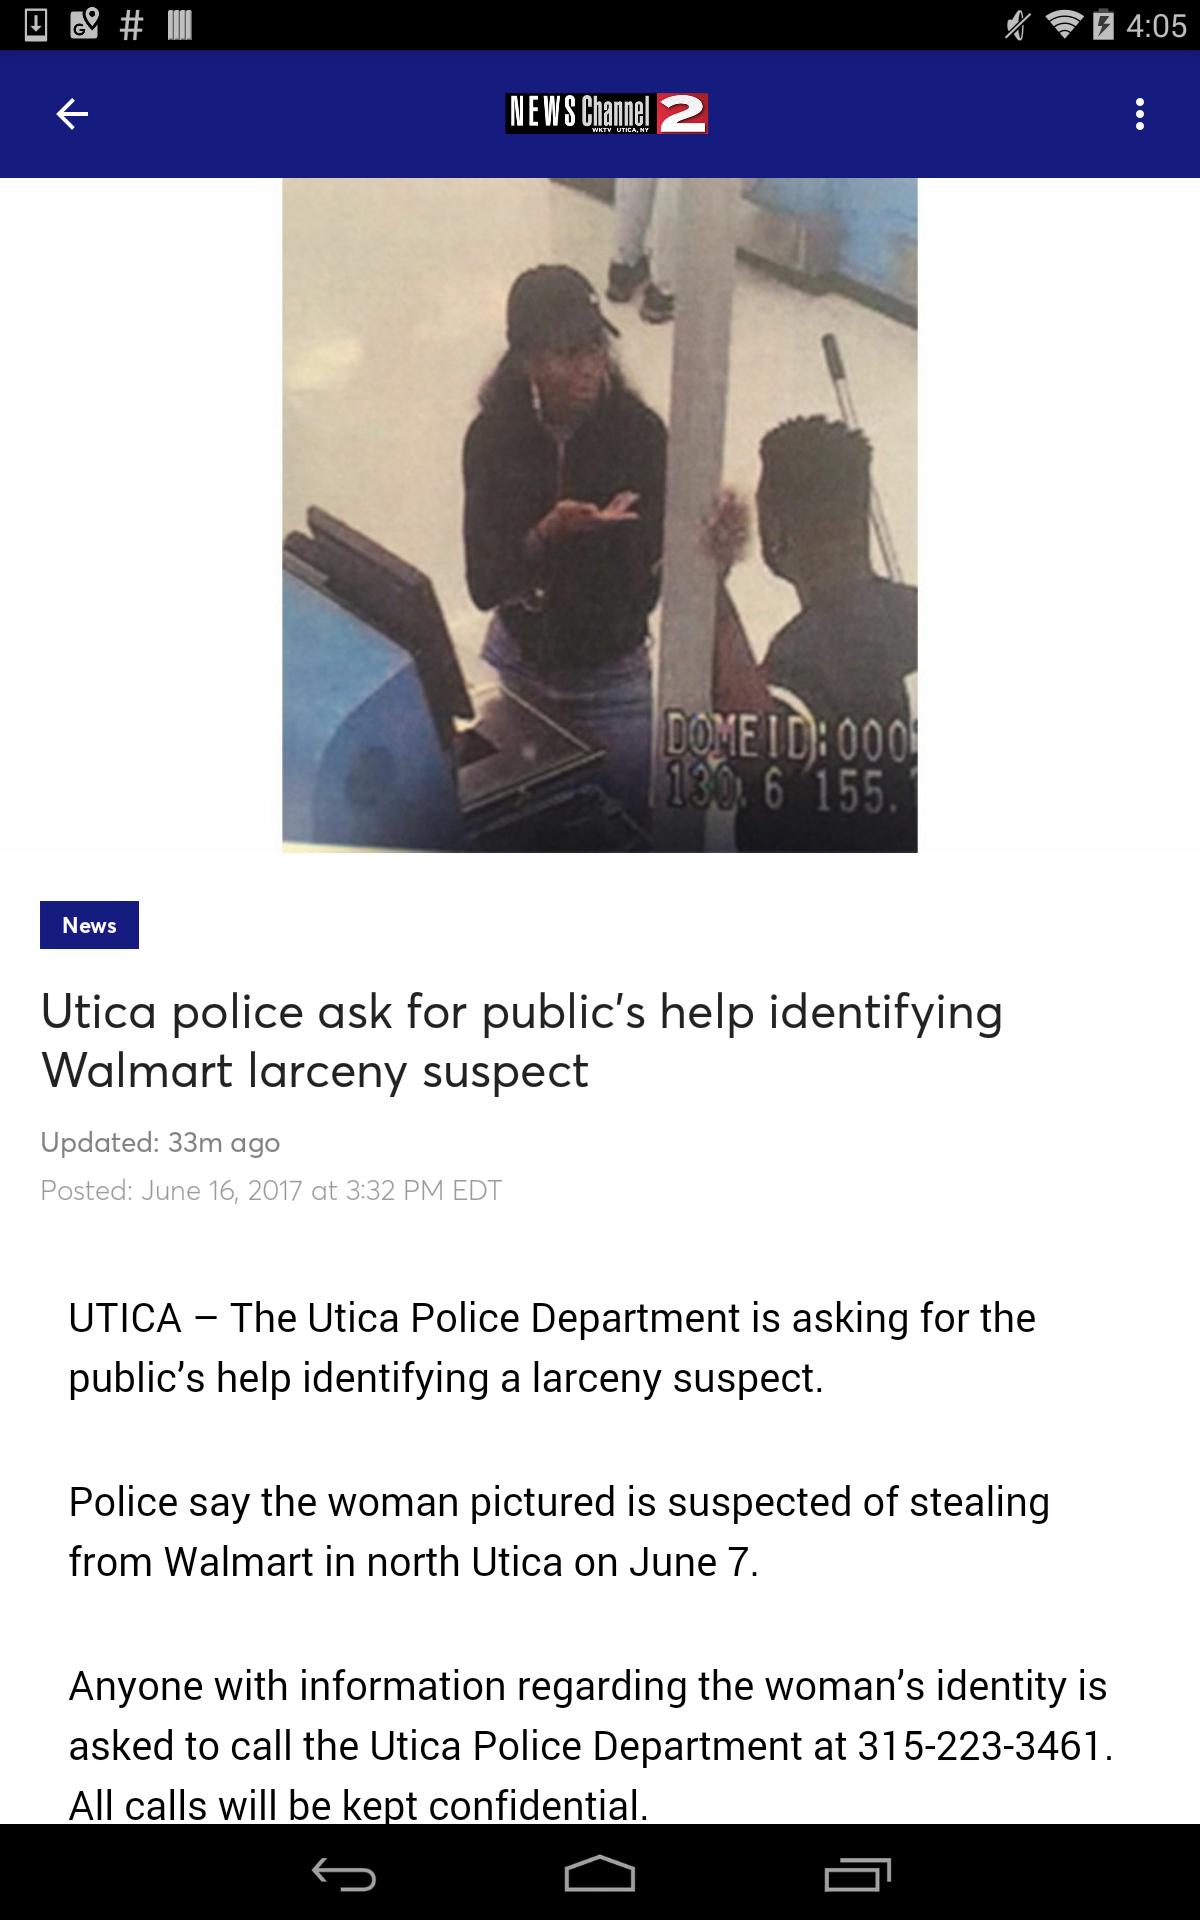 4:05
NEWS Channel 2
WKTV UTICA, NY
DOMEID:000
130.6 155.
News
Utica police ask for public's help identifying
Walmart larceny suspect
Updated: 33m ago
Posted: June 16, 2017 at 3:32 PM EDT
UTICA – The Utica Police Department is asking for the
public's help identifying a larceny suspect.
Police say the woman pictured is suspected of stealing
from Walmart in north Utica on June 7.
Anyone with information regarding the woman's identity is
asked to call the Utica Police Department at 315-223-3461.
All calls will be kept confidential.